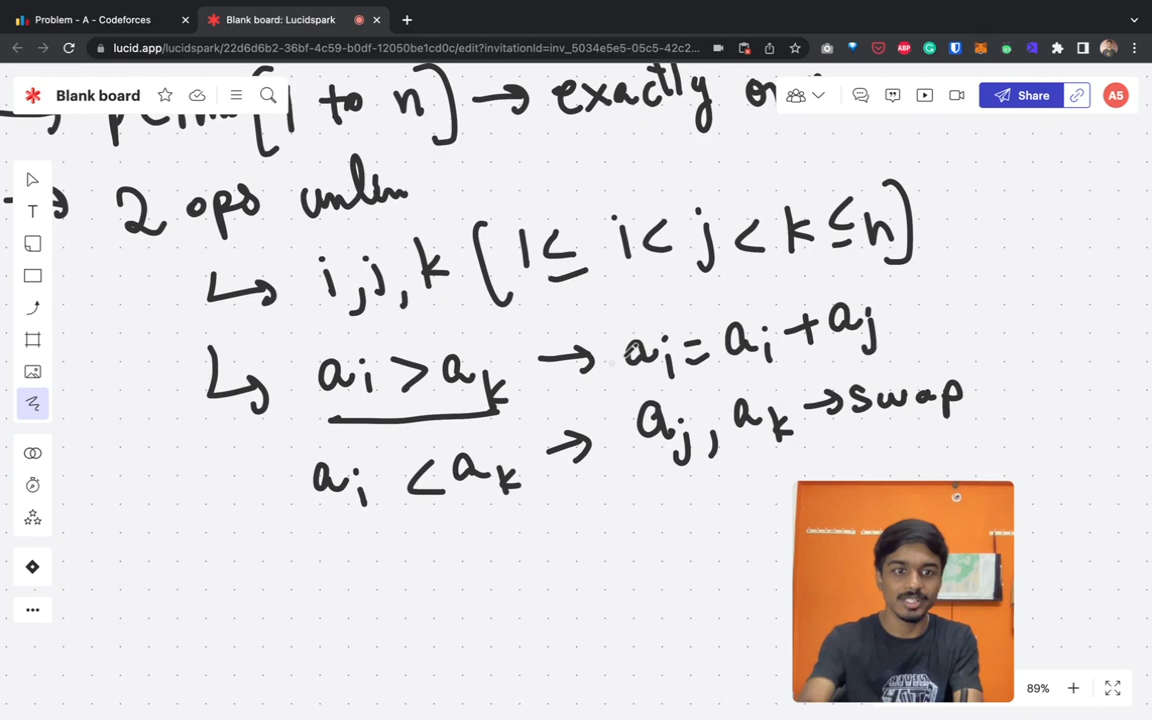 Problem - A - Codeforces
Blank board: Lucidspark
lucid.app/lucidspark/22d6d6b2-36bf-4c59-b0df-12050be1cd0c/edit?invitationId=inv_5034e5e5-05c5-42c2...
Blank board
Share
A5
[1 to n] → exactly
→ 2 ops unlim
↳ i, j, k [1 ≤ i < j < k ≤ n]
↳ ai > ak → ai = ai + aj
ai < ak → aj, ak → swap
T
89%